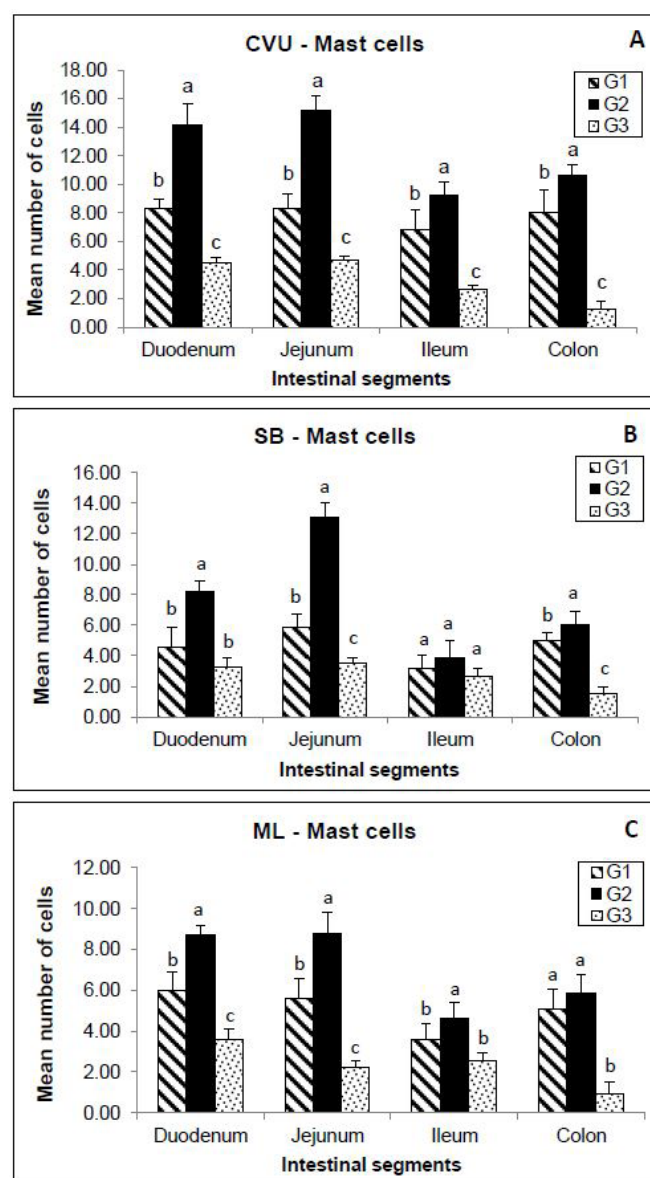 CVU - Mast cells
A
18.00
16.00
14.00
12.00
10.00
8.00
6.00
4.00
2.00
0.00
Mean number of cells
G1
G2
G3
b a c b a c b a c b a c
Duodenum Jejunum Ileum Colon
Intestinal segments
SB - Mast cells
B
16.00
14.00
12.00
10.00
8.00
6.00
4.00
2.00
0.00
Mean number of cells
G1
G2
G3
b a b b a c a a a b a c
Duodenum Jejunum Ileum Colon
Intestinal segments
ML - Mast cells
C
12.00
10.00
8.00
6.00
4.00
2.00
0.00
Mean number of cells
G1
G2
G3
b a c b a c b a b a a b
Duodenum Jejunum Ileum Colon
Intestinal segments